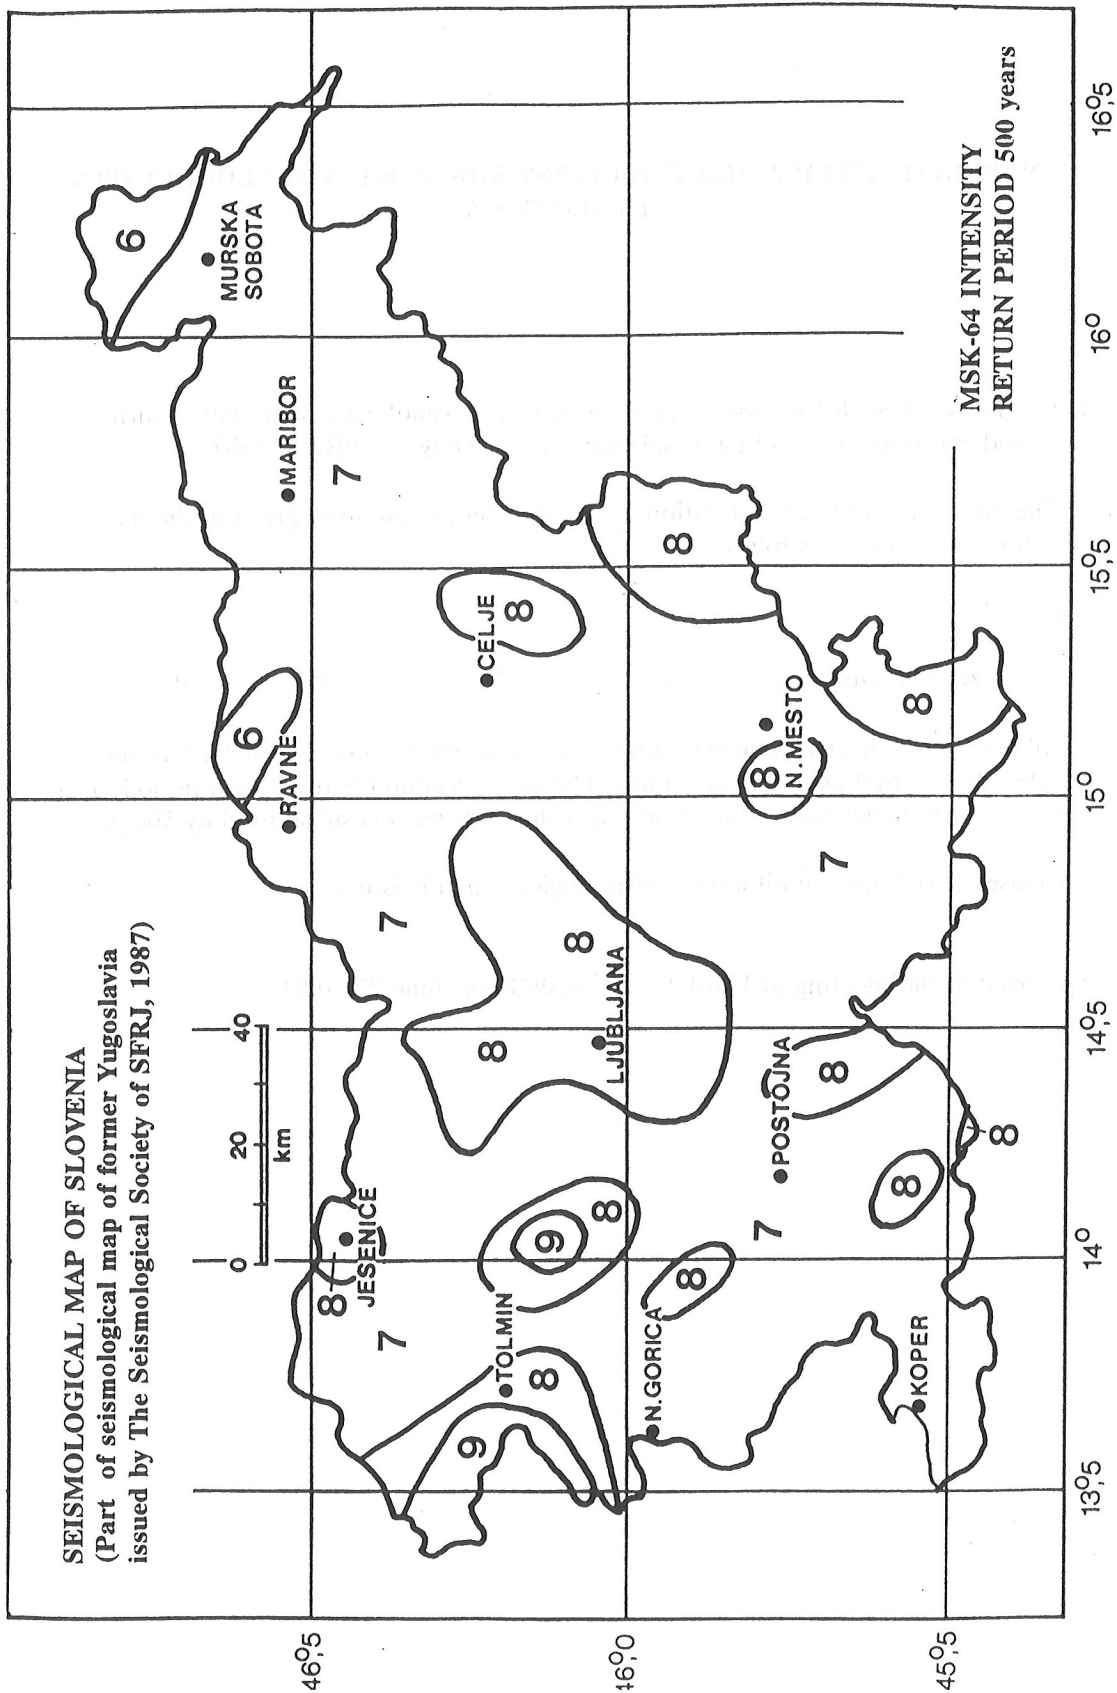 SEISMOLOGICAL MAP OF SLOVENIA
(Part of seismological map of former Yugoslavia
issued by The Seismological Society of SFRJ, 1987)
0 20 40
km
46°,5
46°,0
45°,5
13°,5
14°
14°,5
15°
15°,5
16°
16°,5
6
MURSKA
SOBOTA
MARIBOR
7
6
RAVNE
CELJE
8
8
8
JESENICE
7
7
8
8
LJUBLJANA
TOLMIN
9
8
9
8
N.GORICA
8
7
POSTOJNA
8
8
8
7
8
N.MESTO
8
KOPER
MSK-64 INTENSITY
RETURN PERIOD 500 years